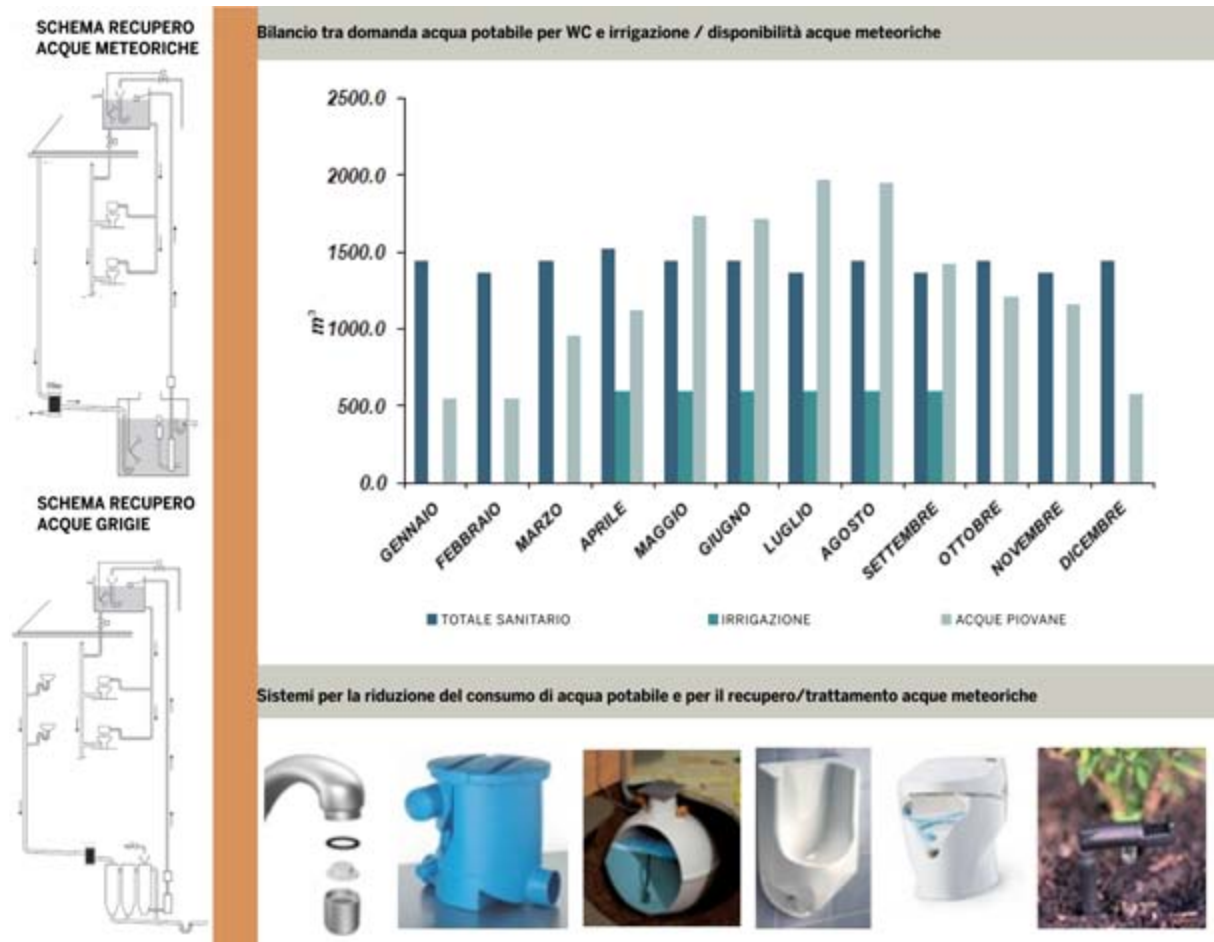 SCHEMA RECUPERO
ACQUE METEORICHE
Bilancio tra domanda acqua potabile per WC e irrigazione / disponibilità acque meteoriche
2500.0
2000.0
1500.0
1000.0
500.0
0.0
m³
GENNAIO
FEBBRAIO
MARZO
APRILE
MAGGIO
GIUGNO
LUGLIO
AGOSTO
SETTEMBRE
OTTOBRE
NOVEMBRE
DICEMBRE
TOTALE SANITARIO
IRRIGAZIONE
ACQUE PIOVANE
SCHEMA RECUPERO
ACQUE GRIGIE
Sistemi per la riduzione del consumo di acqua potabile e per il recupero/trattamento acque meteoriche